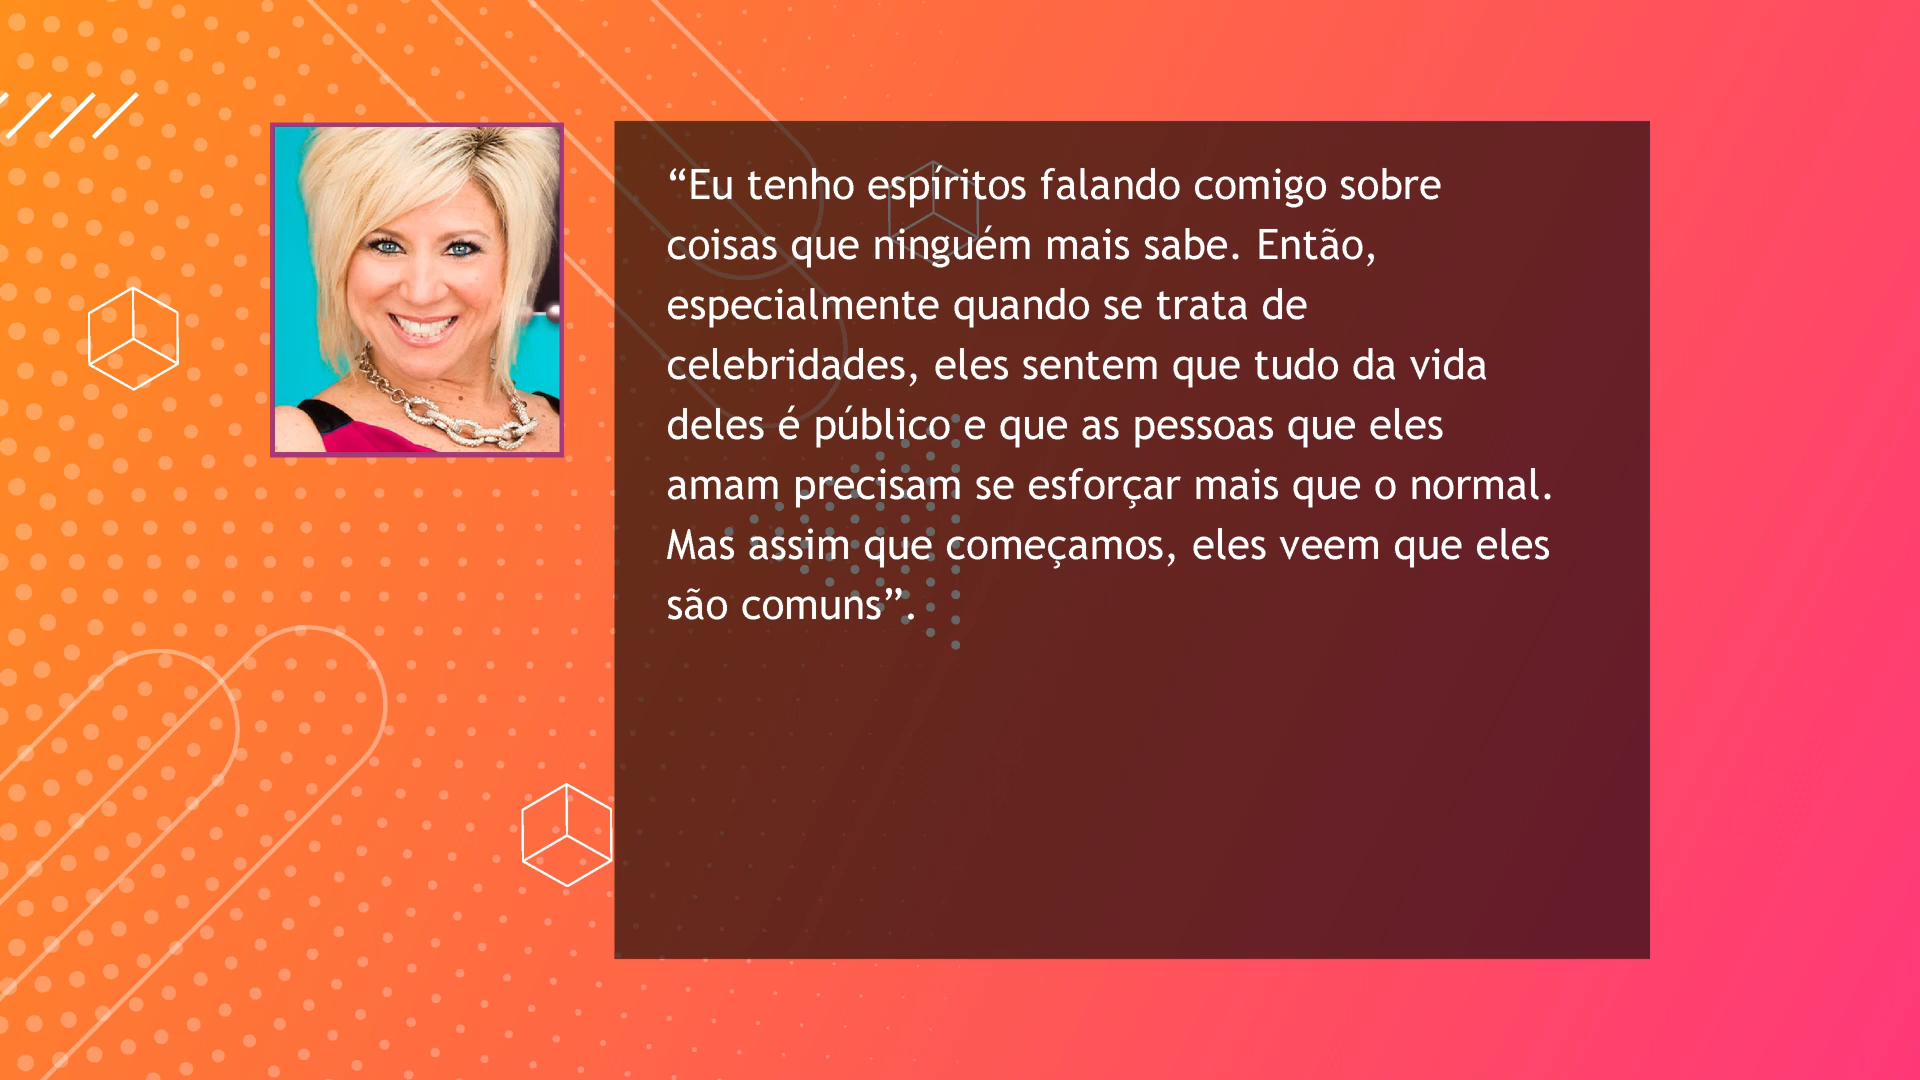 “Eu tenho espíritos falando comigo sobre
coisas que ninguém mais sabe. Então,
especialmente quando se trata de
celebridades, eles sentem que tudo da vida
deles é público e que as pessoas que eles
amam precisam se esforçar mais que o normal.
Mas assim que começamos, eles veem que eles
são comuns”.